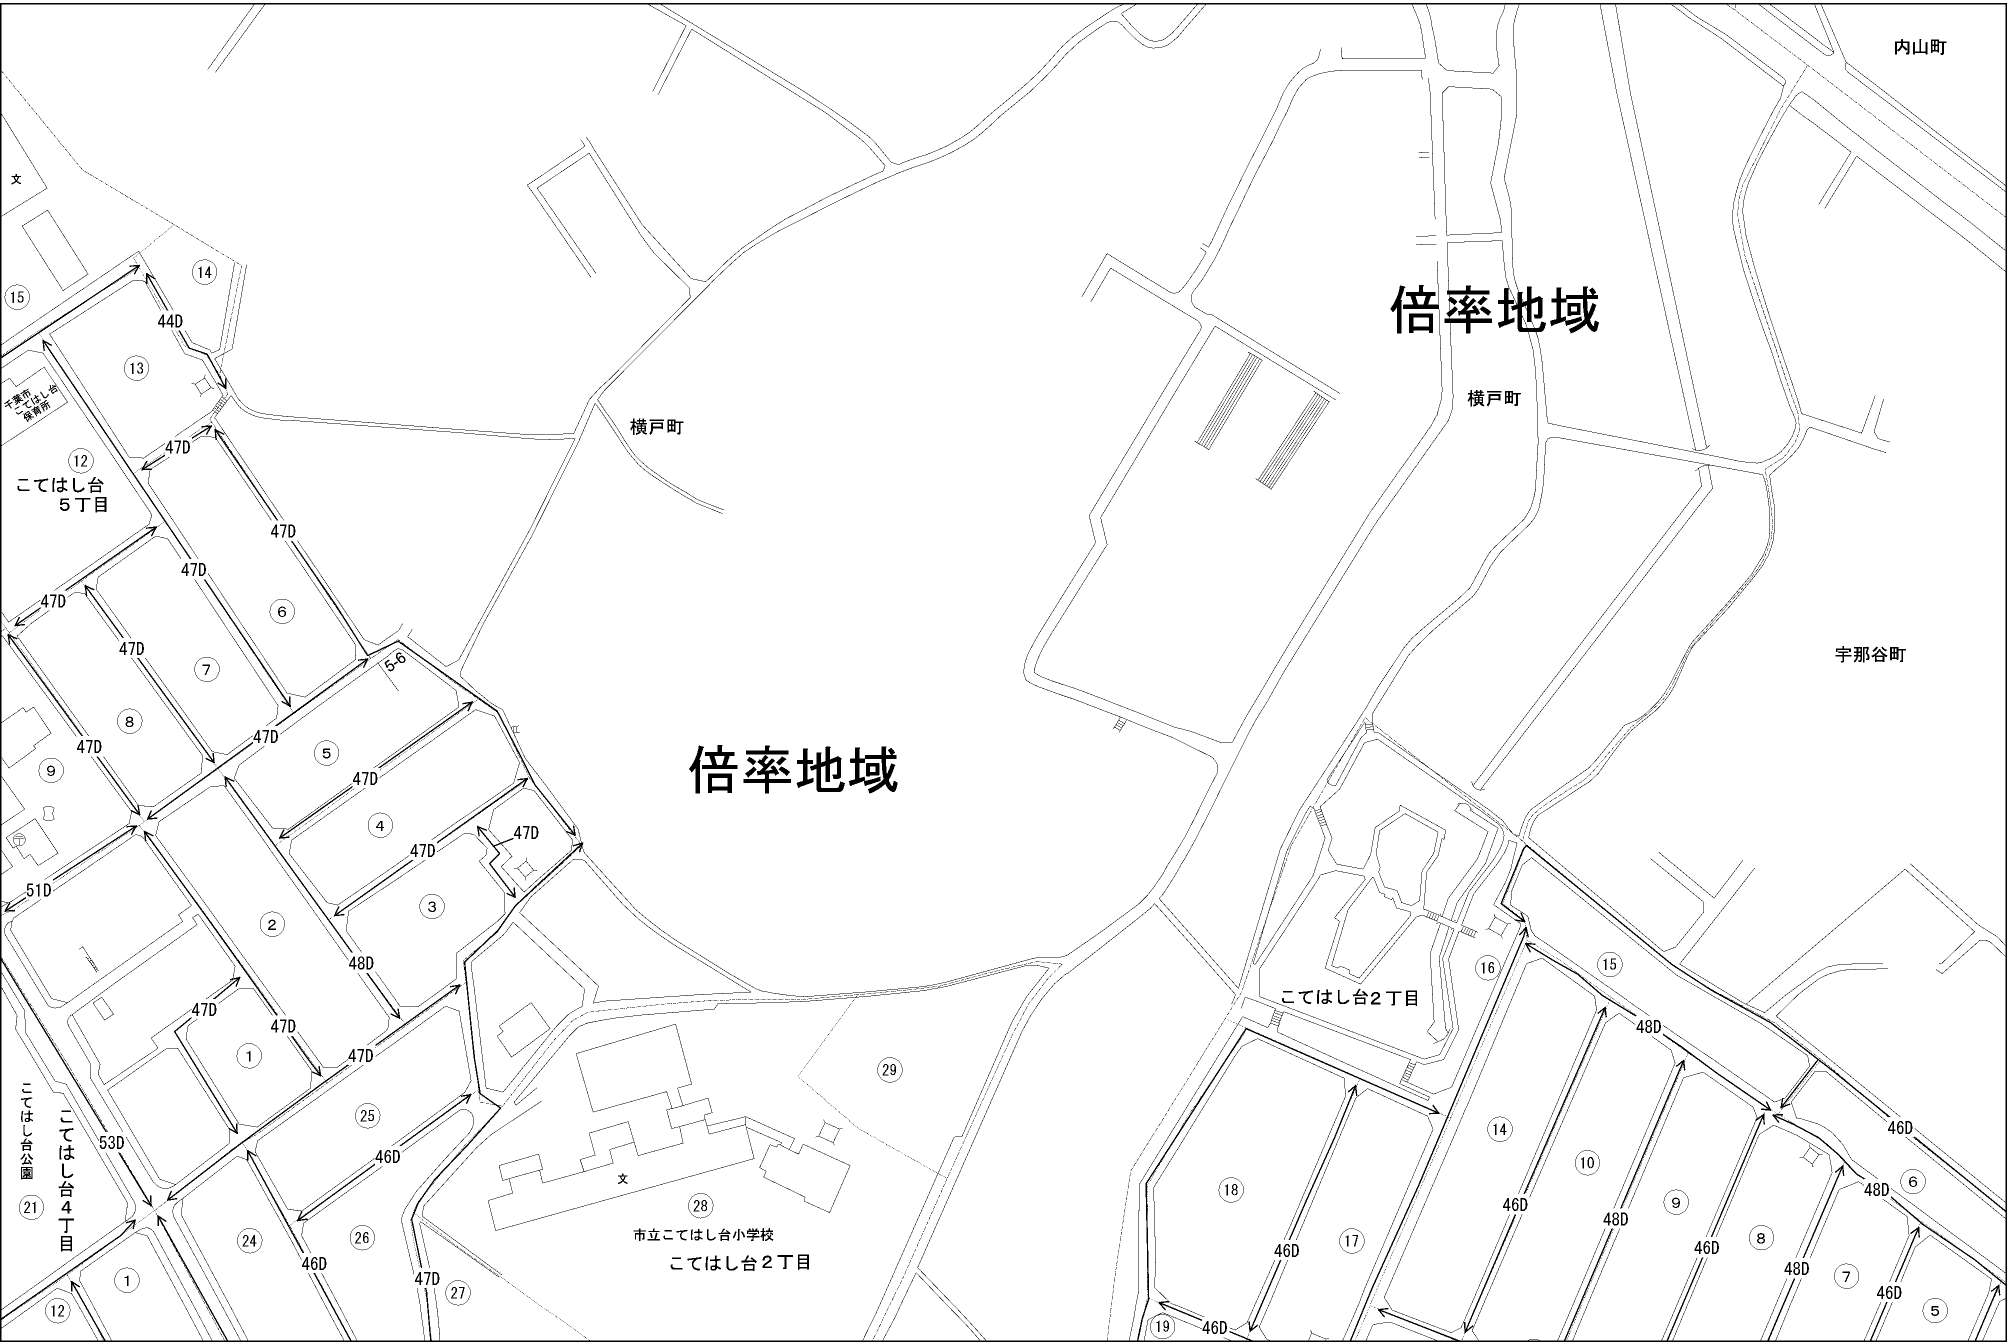 内山町
文
14
15
44D
倍率地域
13
千葉市
こてはし台
保育所
横戸町
横戸町
47D
12
こてはし台
5丁目
47D
47D
47D
6
47D
宇那谷町
7
5-6
8
47D
47D
5
9
倍率地域
47D
4
47D
47D
51D
3
2
48D
16
15
こてはし台2丁目
47D
47D
48D
47D
1
29
25
46D
14
53D
46D
こてはし台公園
こてはし台4丁目
10
文
18
9
48D
6
21
28
46D
48D
市立こてはし台小学校
24
26
17
46D
8
46D
46D
こてはし台2丁目
48D
7
47D
27
1
46D
12
5
19
46D